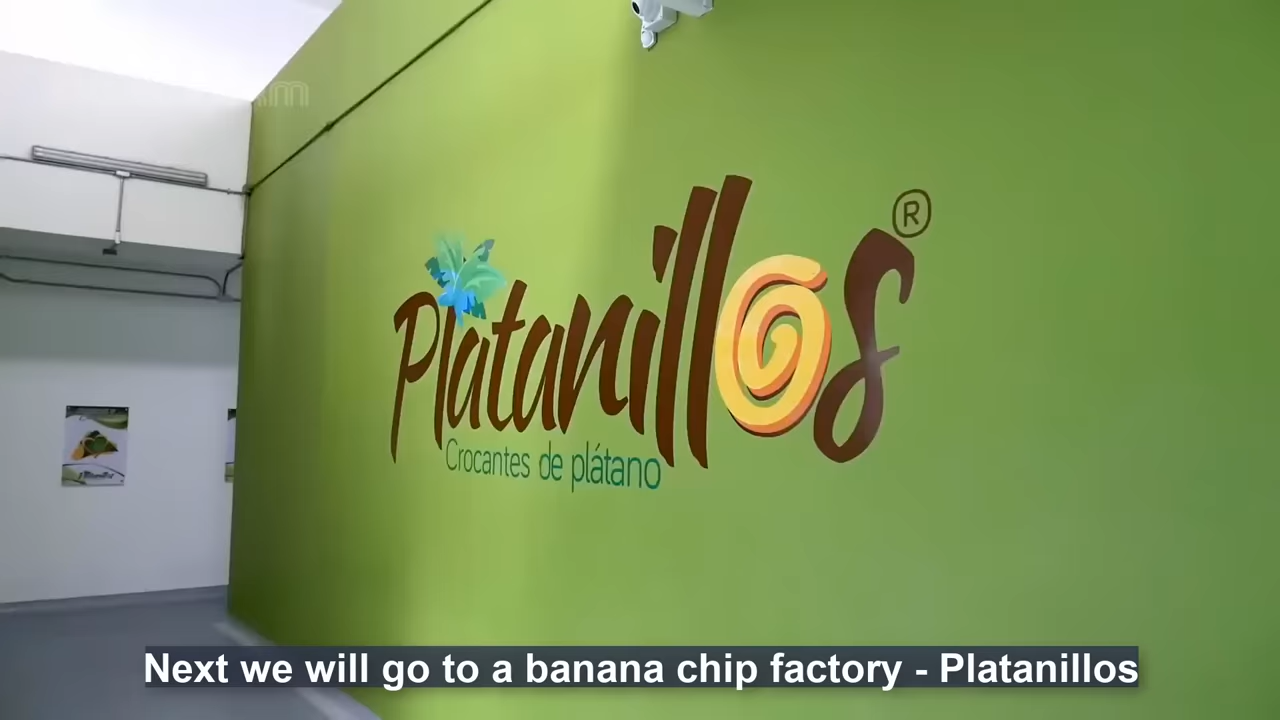 ®
Platanillos
Crocantes de plátano
Next we will go to a banana chip factory - Platanillos